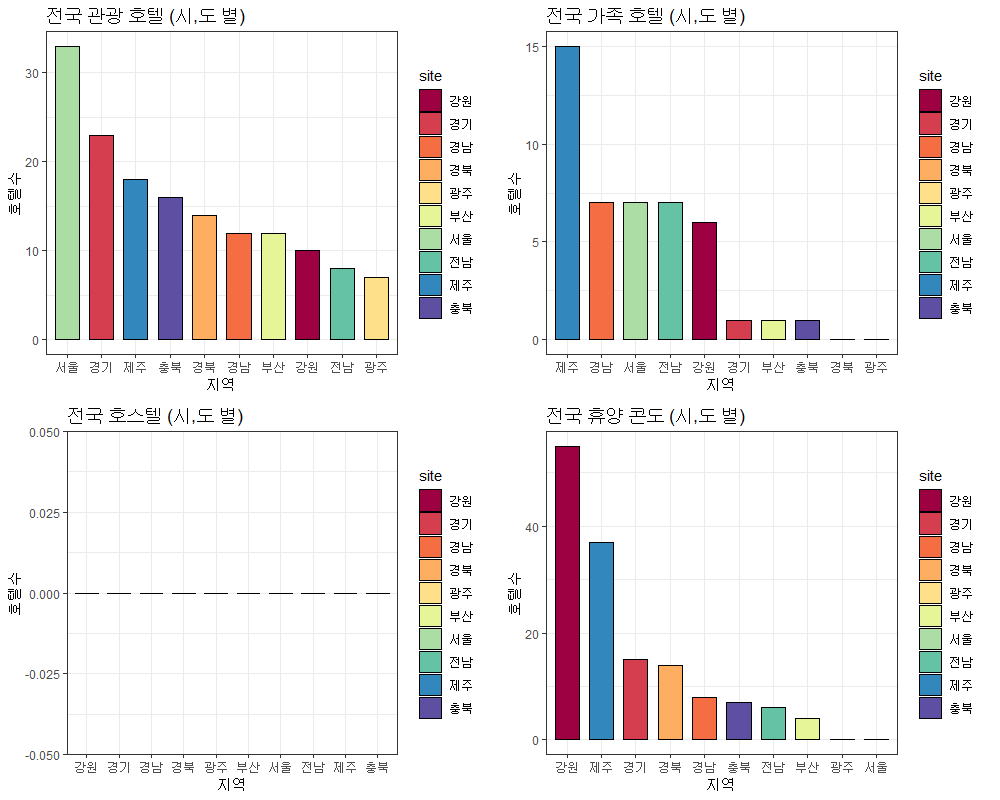 전국 관광 호텔 (시,도 별)
호텔수
30
20
10
0
서울 경기 제주 충북 경북 경남 부산 강원 전남 광주
지역
site
강원
경기
경남
경북
광주
부산
서울
전남
제주
충북
전국 가족 호텔 (시,도 별)
호텔수
15
10
5
0
제주 경남 서울 전남 강원 경기 부산 충북 경북 광주
지역
site
강원
경기
경남
경북
광주
부산
서울
전남
제주
충북
전국 호스텔 (시,도 별)
호텔수
0.050
0.025
0.000
-0.025
-0.050
강원 경기 경남 경북 광주 부산 서울 전남 제주 충북
지역
site
강원
경기
경남
경북
광주
부산
서울
전남
제주
충북
전국 휴양 콘도 (시,도 별)
호텔수
40
20
0
강원 제주 경기 경북 경남 충북 전남 부산 광주 서울
지역
site
강원
경기
경남
경북
광주
부산
서울
전남
제주
충북